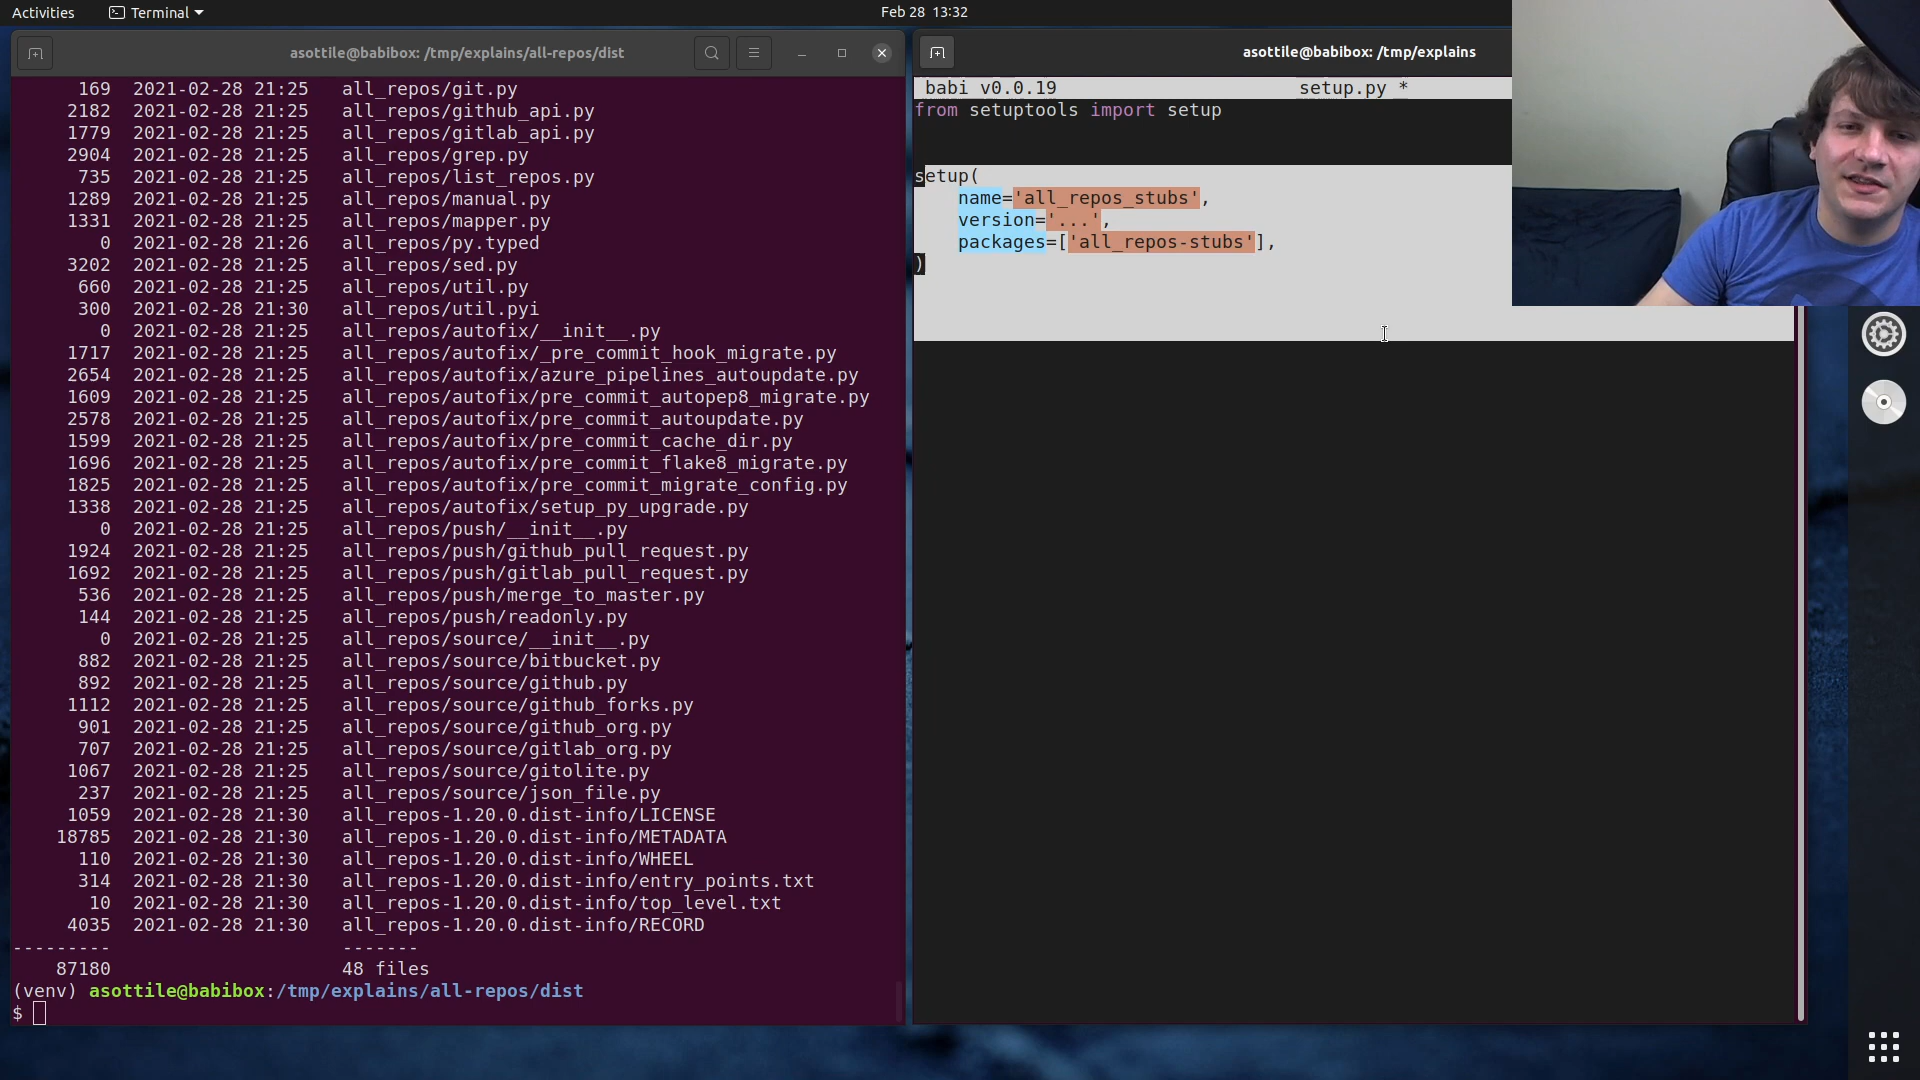 Activities
Terminal
Feb 28 13:32
asottile@babibox: /tmp/explains/all-repos/dist
169 2021-02-28 21:25 all_repos/git.py
2182 2021-02-28 21:25 all_repos/github_api.py
1779 2021-02-28 21:25 all_repos/gitlab_api.py
2904 2021-02-28 21:25 all_repos/grep.py
735 2021-02-28 21:25 all_repos/list_repos.py
1289 2021-02-28 21:25 all_repos/manual.py
1331 2021-02-28 21:25 all_repos/mapper.py
0 2021-02-28 21:26 all_repos/py.typed
3202 2021-02-28 21:25 all_repos/sed.py
660 2021-02-28 21:25 all_repos/util.py
300 2021-02-28 21:30 all_repos/util.pyi
0 2021-02-28 21:25 all_repos/autofix/__init__.py
1717 2021-02-28 21:25 all_repos/autofix/_pre_commit_hook_migrate.py
2654 2021-02-28 21:25 all_repos/autofix/azure_pipelines_autoupdate.py
1609 2021-02-28 21:25 all_repos/autofix/pre_commit_autopep8_migrate.py
2578 2021-02-28 21:25 all_repos/autofix/pre_commit_autoupdate.py
1599 2021-02-28 21:25 all_repos/autofix/pre_commit_cache_dir.py
1696 2021-02-28 21:25 all_repos/autofix/pre_commit_flake8_migrate.py
1825 2021-02-28 21:25 all_repos/autofix/pre_commit_migrate_config.py
1338 2021-02-28 21:25 all_repos/autofix/setup_py_upgrade.py
0 2021-02-28 21:25 all_repos/push/__init__.py
1924 2021-02-28 21:25 all_repos/push/github_pull_request.py
1692 2021-02-28 21:25 all_repos/push/gitlab_pull_request.py
536 2021-02-28 21:25 all_repos/push/merge_to_master.py
144 2021-02-28 21:25 all_repos/push/readonly.py
0 2021-02-28 21:25 all_repos/source/__init__.py
882 2021-02-28 21:25 all_repos/source/bitbucket.py
892 2021-02-28 21:25 all_repos/source/github.py
1112 2021-02-28 21:25 all_repos/source/github_forks.py
901 2021-02-28 21:25 all_repos/source/github_org.py
707 2021-02-28 21:25 all_repos/source/gitlab_org.py
1067 2021-02-28 21:25 all_repos/source/gitolite.py
237 2021-02-28 21:25 all_repos/source/json_file.py
1059 2021-02-28 21:30 all_repos-1.20.0.dist-info/LICENSE
18785 2021-02-28 21:30 all_repos-1.20.0.dist-info/METADATA
110 2021-02-28 21:30 all_repos-1.20.0.dist-info/WHEEL
314 2021-02-28 21:30 all_repos-1.20.0.dist-info/entry_points.txt
10 2021-02-28 21:30 all_repos-1.20.0.dist-info/top_level.txt
4035 2021-02-28 21:30 all_repos-1.20.0.dist-info/RECORD
--------- -------
87180 48 files
(venv) asottile@babibox:/tmp/explains/all-repos/dist
$
asottile@babibox: /tmp/explains
babi v0.0.19 setup.py *
from setuptools import setup
setup(
name='all_repos_stubs',
version='...',
packages=['all_repos-stubs'],
)